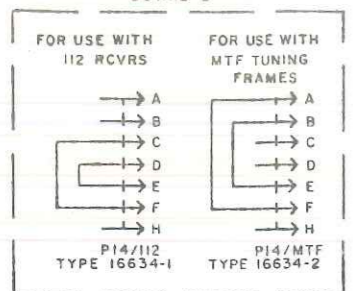 FOR USE WITH
112 RCVRS
A
B
C
D
E
F
H
P14/112
TYPE 16634-1
FOR USE WITH
MTF TUNING
FRAMES
A
B
C
D
E
F
H
P14/MTF
TYPE 16634-2